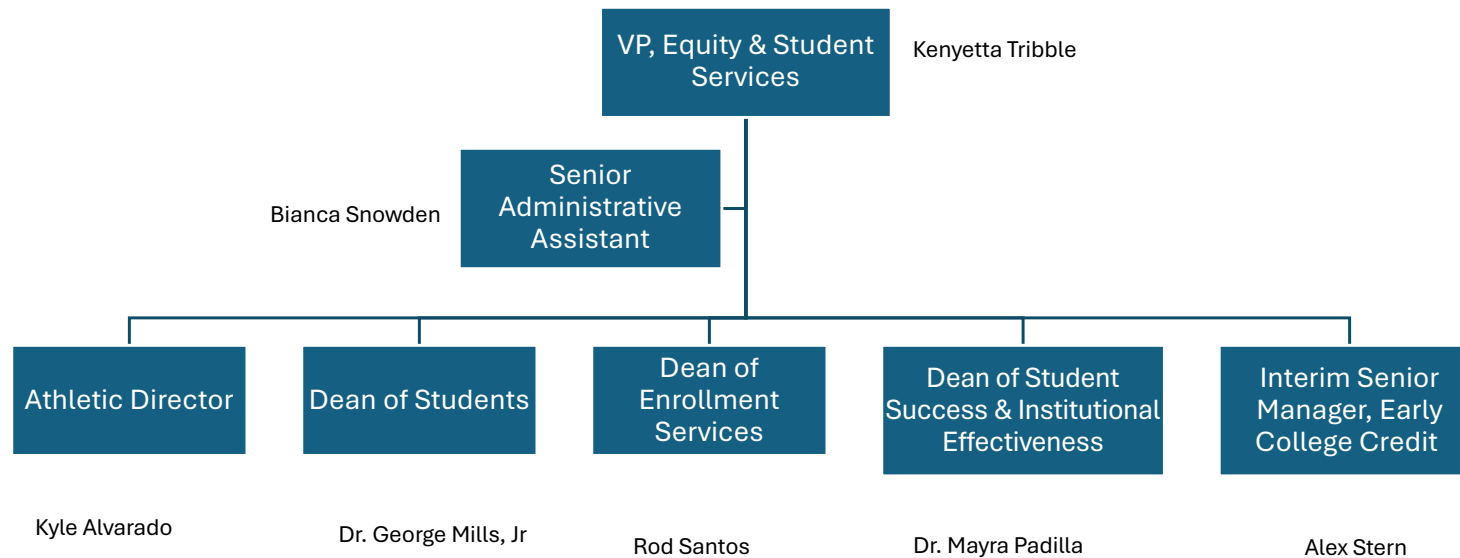 VP, Equity & Student
Services
Kenyetta Tribble
Senior
Administrative
Assistant
Bianca Snowden
Athletic Director
Dean of Students
Dean of
Enrollment
Services
Dean of Student
Success & Institutional
Effectiveness
Interim Senior
Manager, Early
College Credit
Kyle Alvarado
Dr. George Mills, Jr
Rod Santos
Dr. Mayra Padilla
Alex Stern